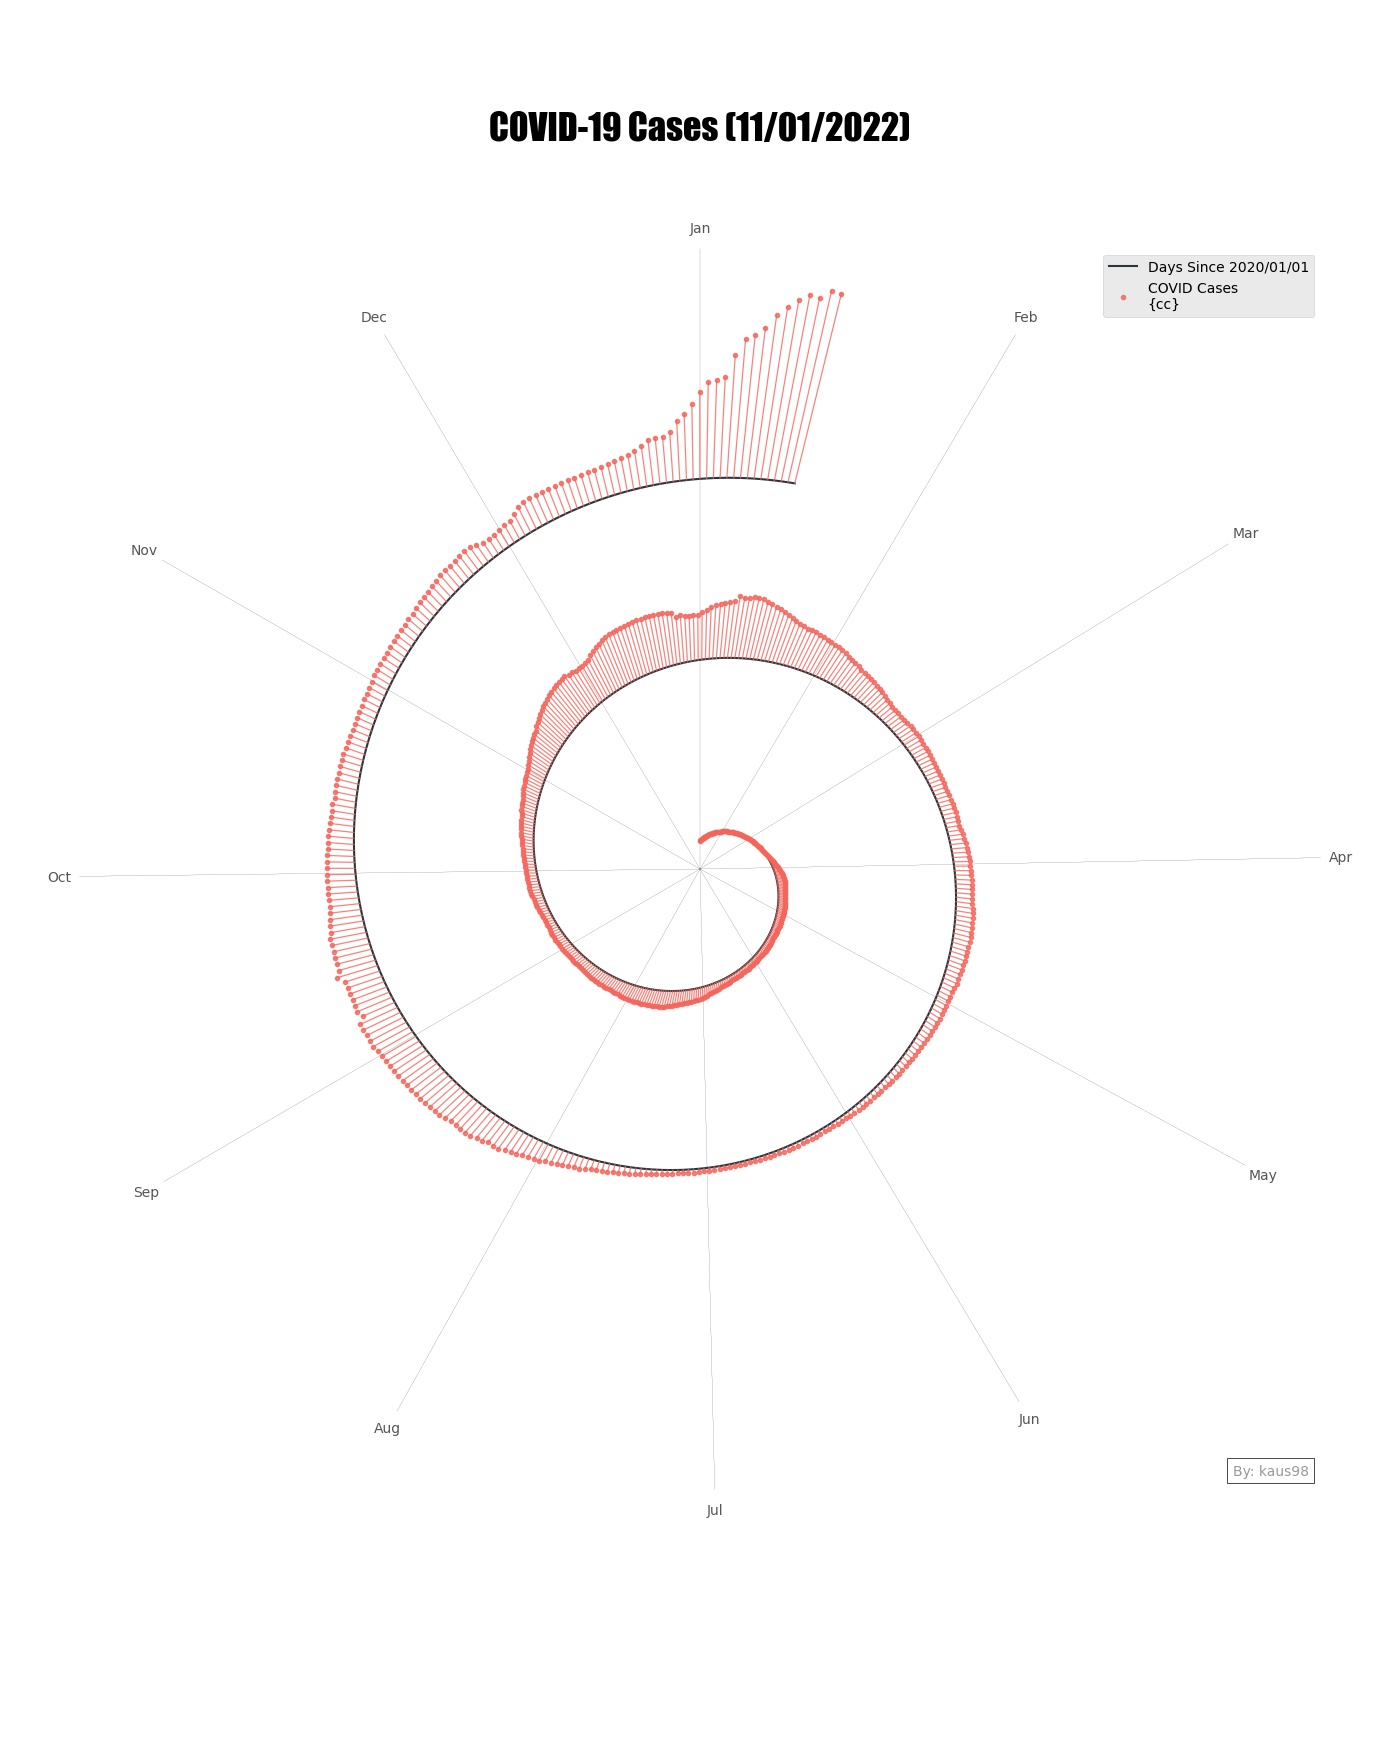 COVID-19 Cases (11/01/2022)
Jan
Days Since 2020/01/01
COVID Cases
{cc}
Dec
Feb
Mar
Nov
Apr
Oct
May
Sep
Jun
Aug
By: kaus98
Jul